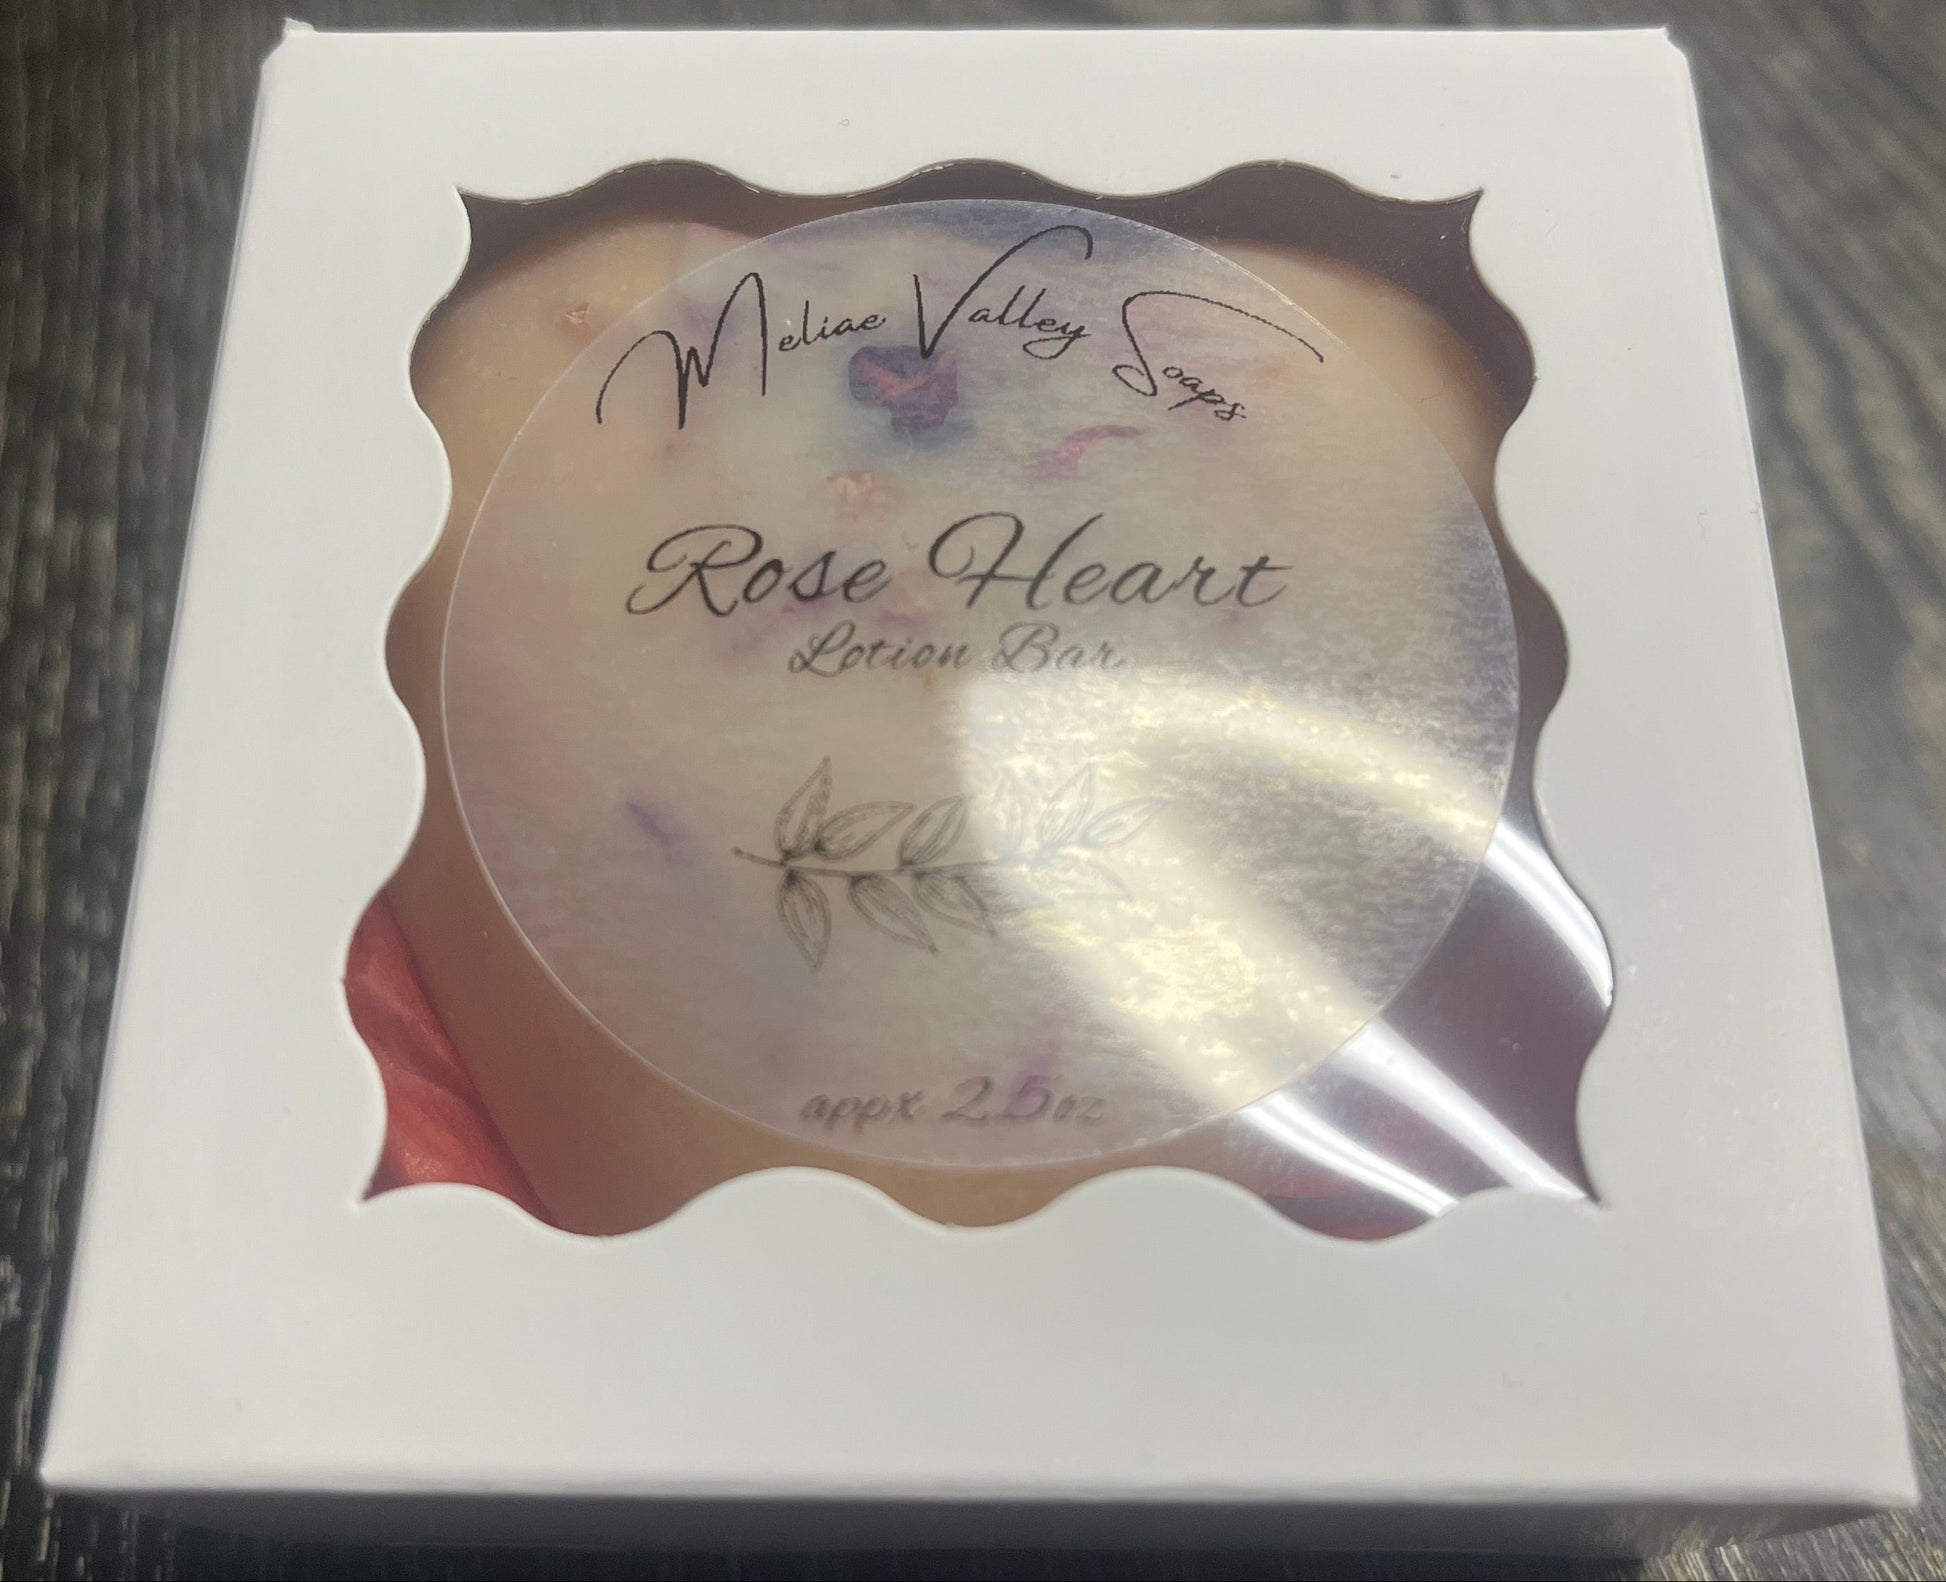 Meliae Valley Soaps
Rose Heart
Lotion Bar
appx 2.5oz